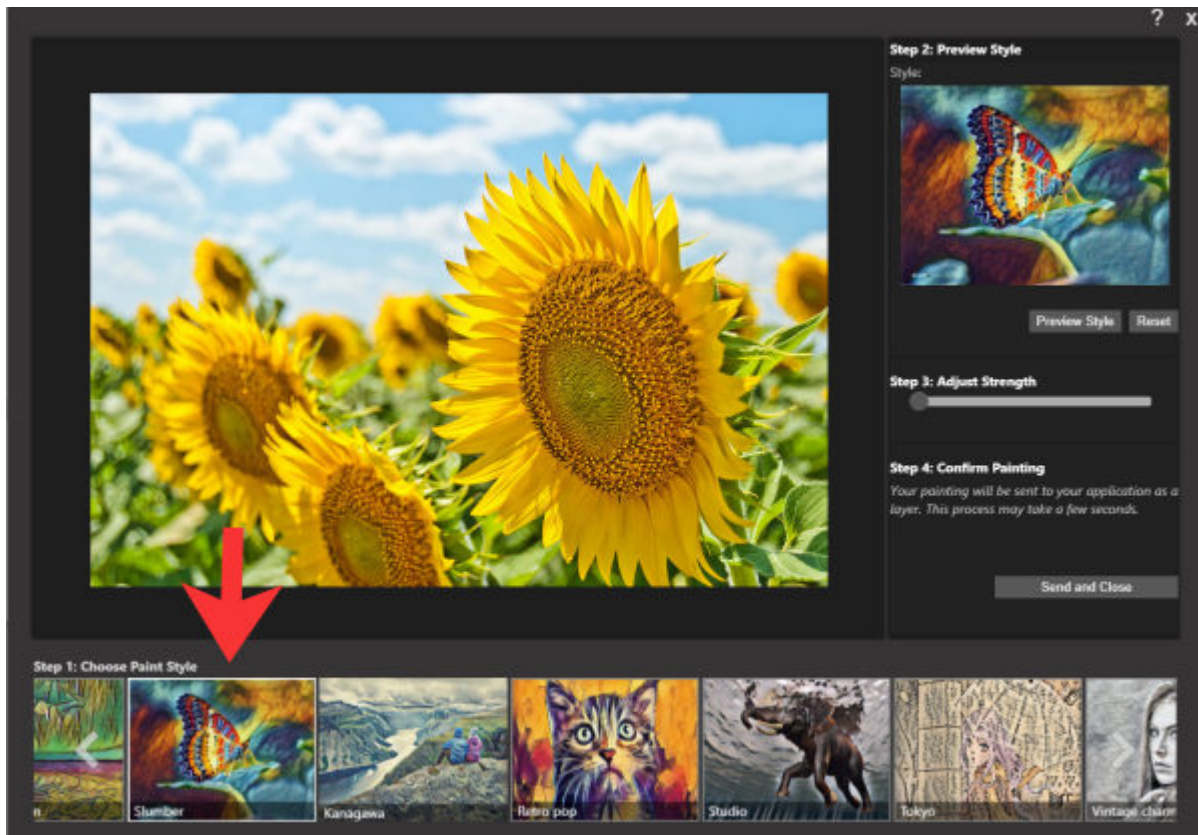 ? X
Step 2: Preview Style
Style:
Preview Style Reset
Step 3: Adjust Strength
Step 4: Confirm Painting
Your painting will be sent to your application as a
layer. This process may take a few seconds.
Send and Close
Step 1: Choose Paint Style
n
Slumber
Kanagawa
Retro pop
Studio
Tokyo
Vintage charm